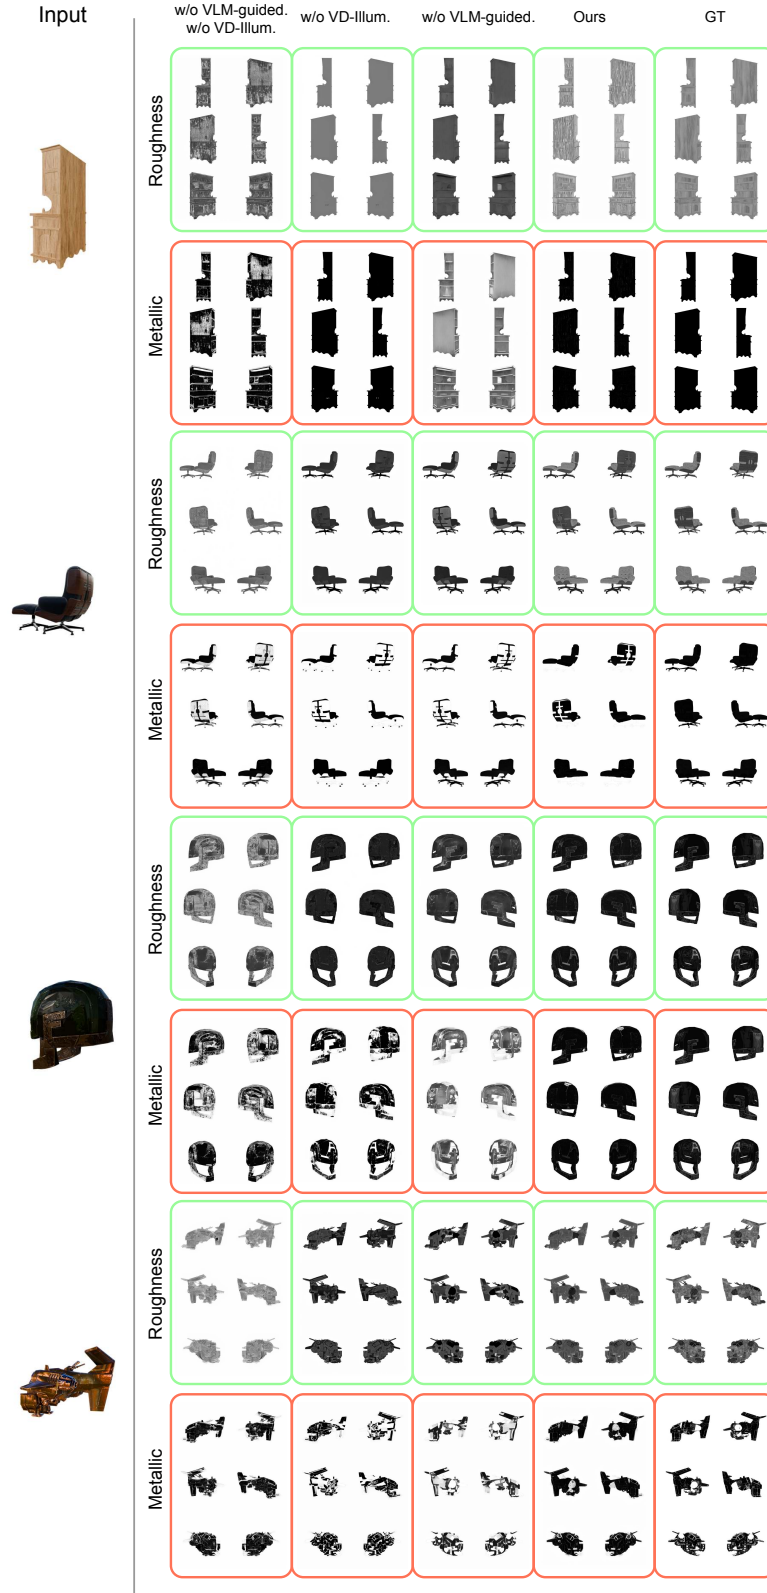 Input
w/o VLM-guided.
w/o VD-Illum.
w/o VD-Illum.
w/o VLM-guided.
Ours
GT
Roughness
Metallic
Roughness
Metallic
Roughness
Metallic
Roughness
Metallic